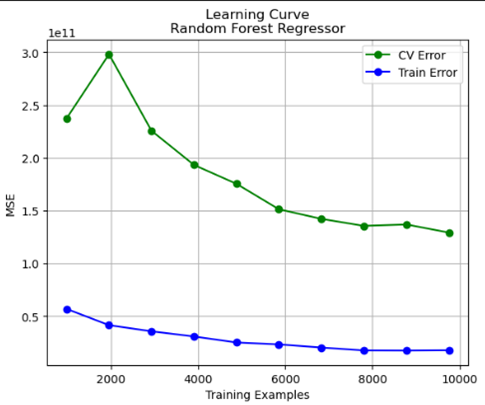 Learning Curve
Random Forest Regressor
1e11
3.0
2.5
2.0
1.5
1.0
0.5
MSE
CV Error
Train Error
2000 4000 6000 8000 10000
Training Examples